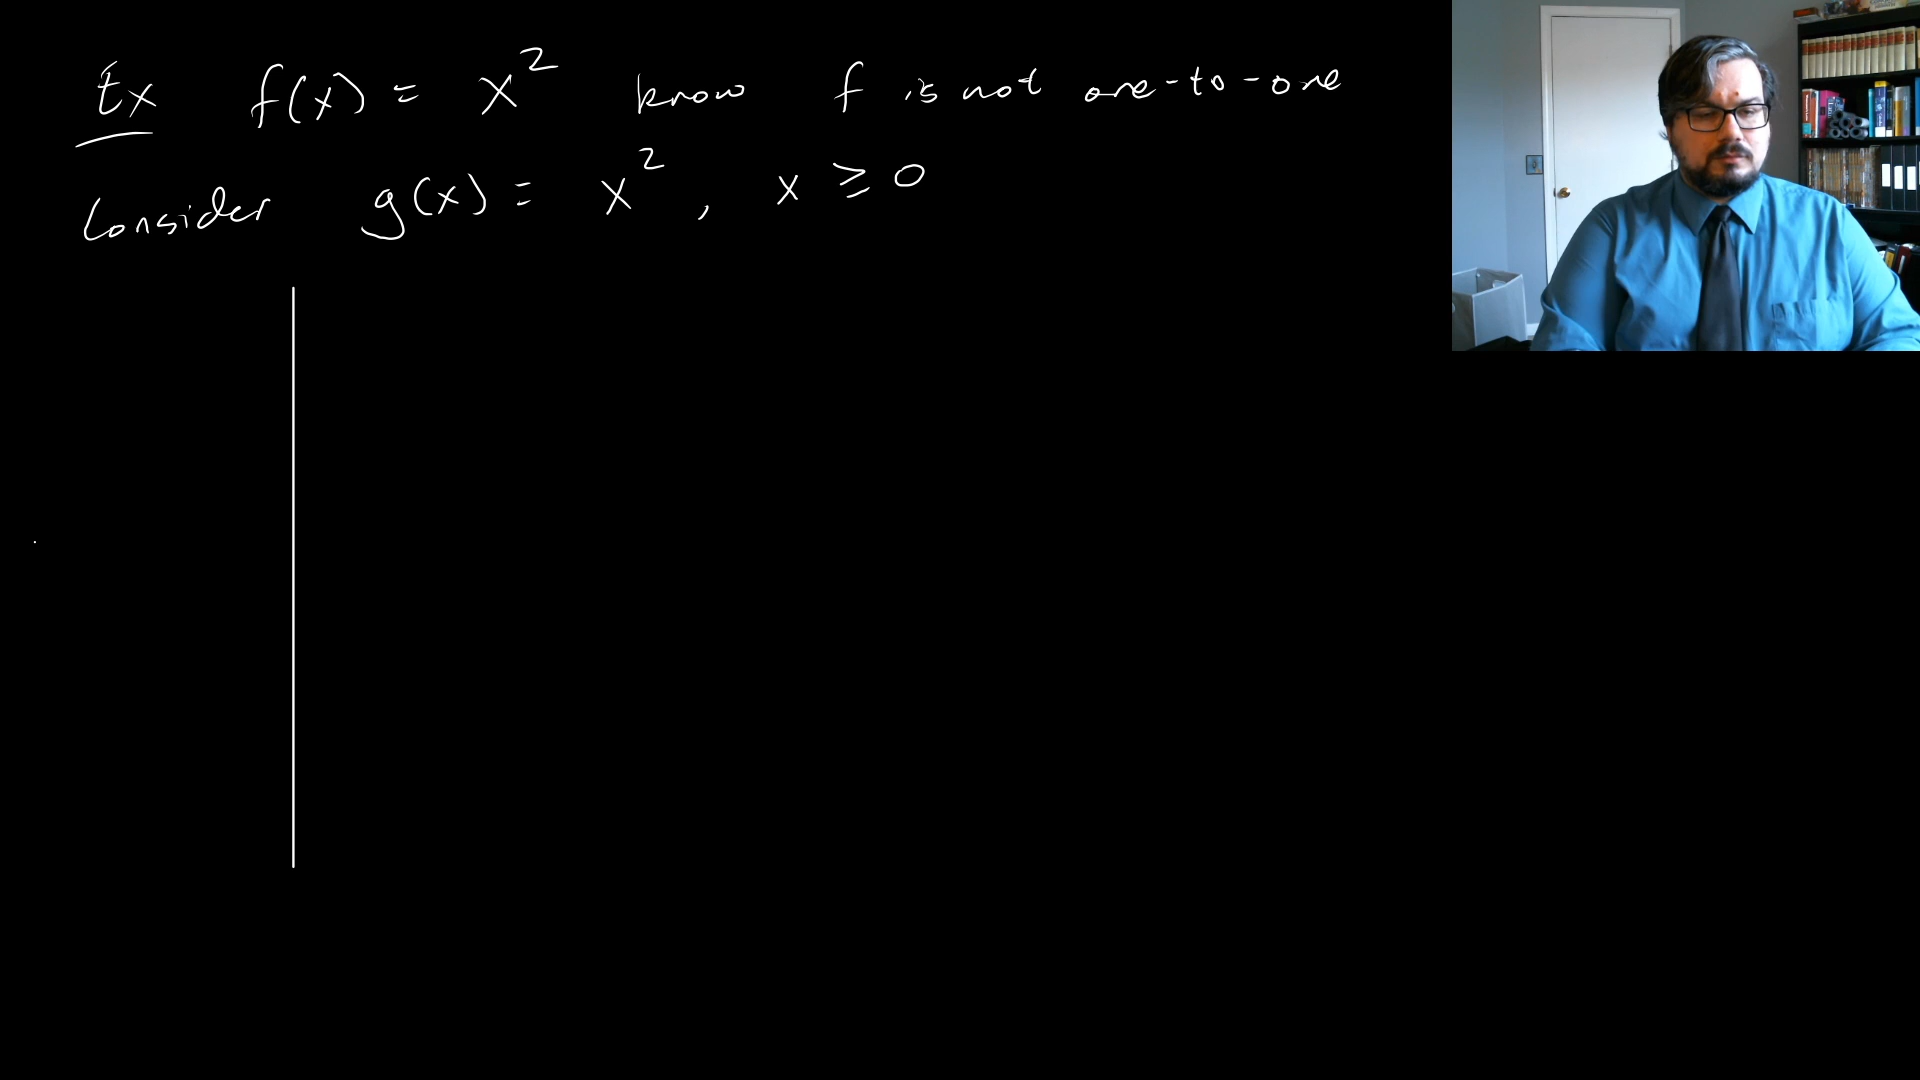 Ex f(x) = x² know f is not one-to-one
Consider g(x) = x², x ≥ 0